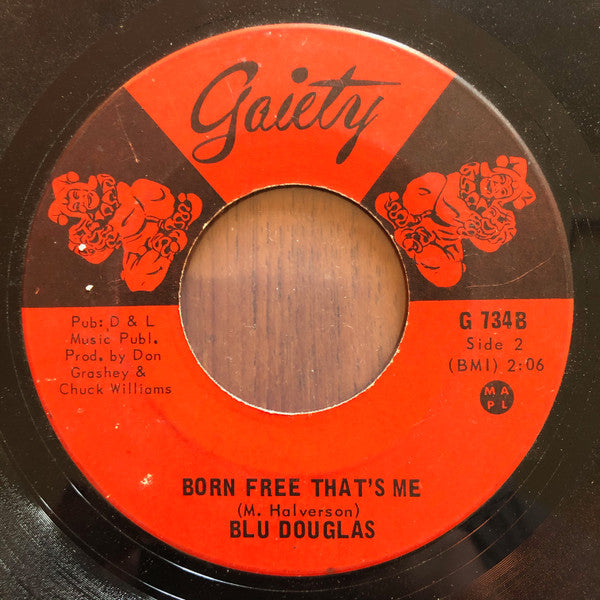 Gaiety
Pub: D & L
Music Publ.
Prod. by Don
Grashey &
Chuck Williams
G 734B
Side 2
(BMI) 2:06
M A
P L
BORN FREE THAT'S ME
(M. Halverson)
BLU DOUGLAS